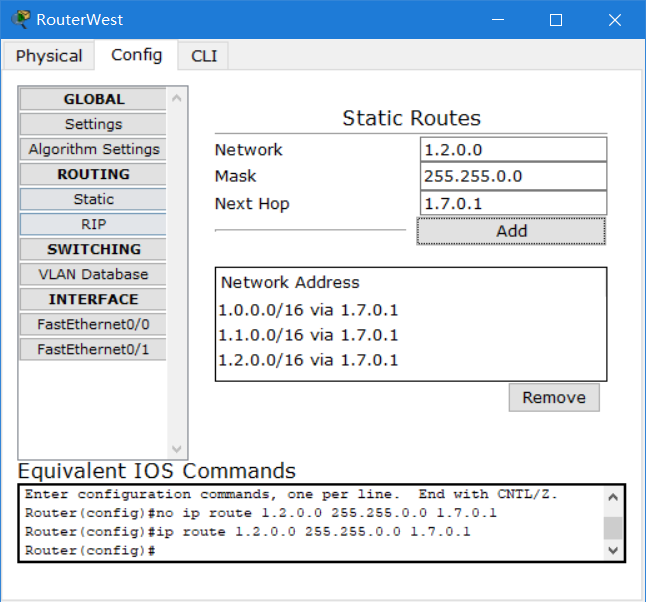 RouterWest
Physical Config CLI
GLOBAL
Settings
Algorithm Settings
ROUTING
Static
RIP
SWITCHING
VLAN Database
INTERFACE
FastEthernet0/0
FastEthernet0/1
Static Routes
Network 1.2.0.0
Mask 255.255.0.0
Next Hop 1.7.0.1
Add
Network Address
1.0.0.0/16 via 1.7.0.1
1.1.0.0/16 via 1.7.0.1
1.2.0.0/16 via 1.7.0.1
Remove
Equivalent IOS Commands
Enter configuration commands, one per line.  End with CNTL/Z.
Router(config)#no ip route 1.2.0.0 255.255.0.0 1.7.0.1
Router(config)#ip route 1.2.0.0 255.255.0.0 1.7.0.1
Router(config)#